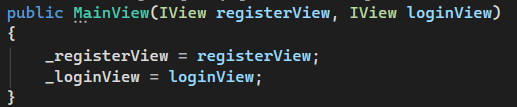 public MainView(IView registerView, IView loginView)
{
    _registerView = registerView;
    _loginView = loginView;
}